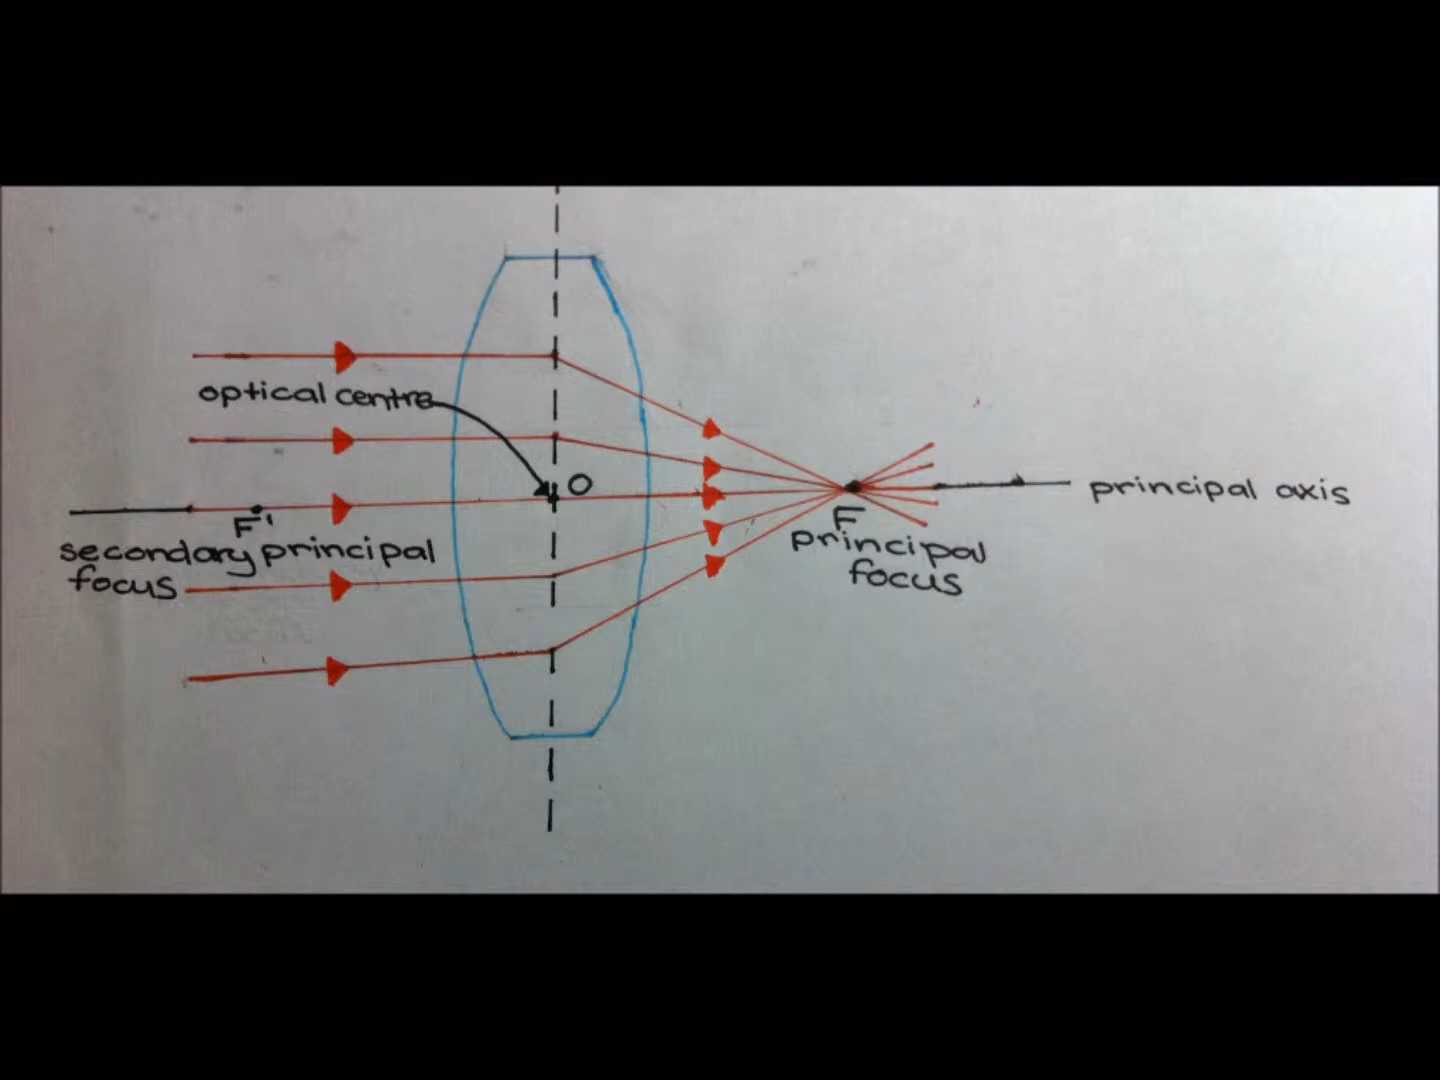 optical centre
O
F'
secondary principal
focus
principal axis
F
principal
focus